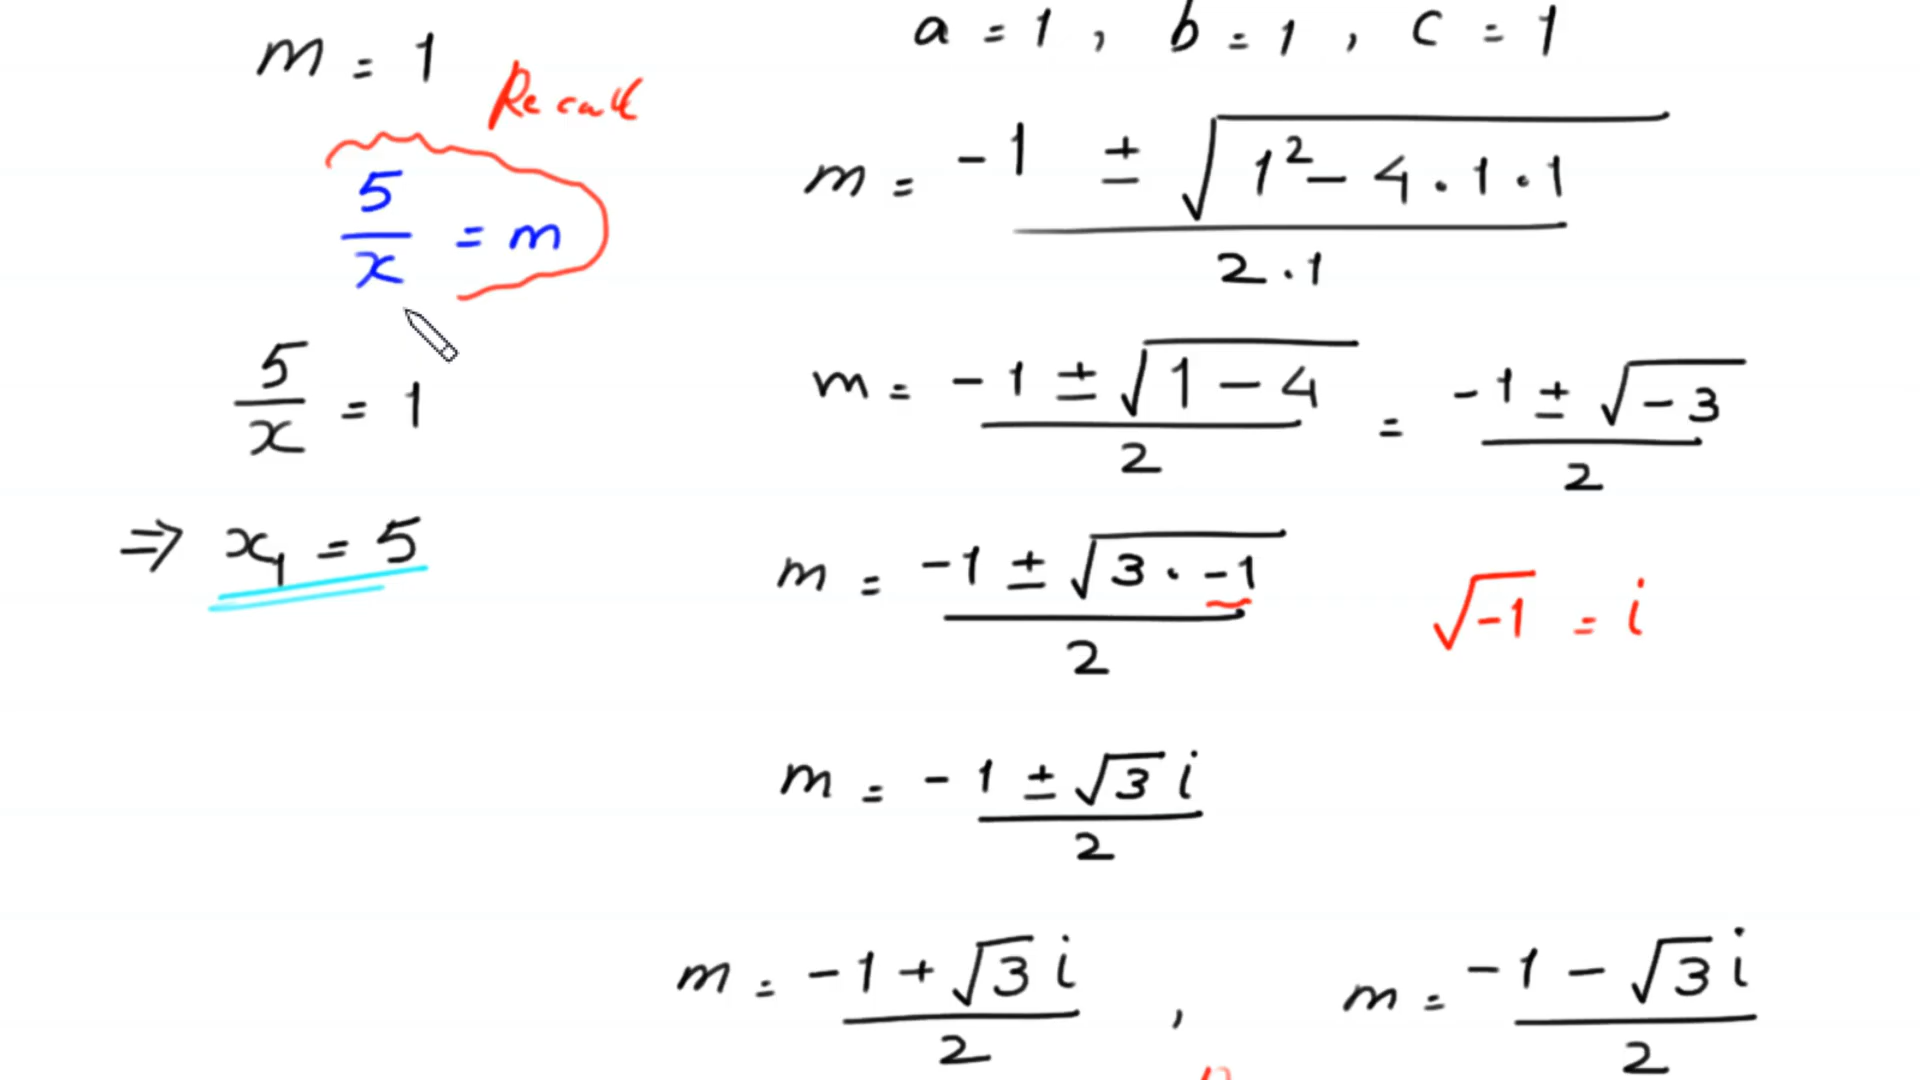 m = 1
Recall
5/x = m
5/x = 1
⇒ x₁ = 5
a = 1 , b = 1 , c = 1
m = (-1 ± √(1² - 4 · 1 · 1))/(2 · 1)
m = (-1 ± √(1 - 4))/2 = (-1 ± √(-3))/2
m = (-1 ± √(3 · -1))/2
√-1 = i
m = (-1 ± √3 i)/2
m = (-1 + √3 i)/2 , m = (-1 - √3 i)/2